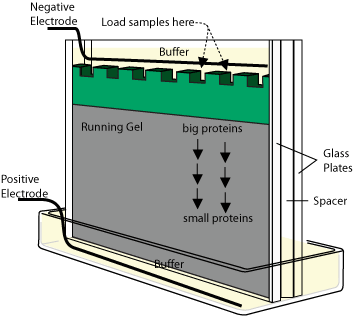 Negative
Electrode
Load samples here
Buffer
Running Gel
big proteins
Glass
Plates
Positive
Electrode
Spacer
small proteins
Buffer